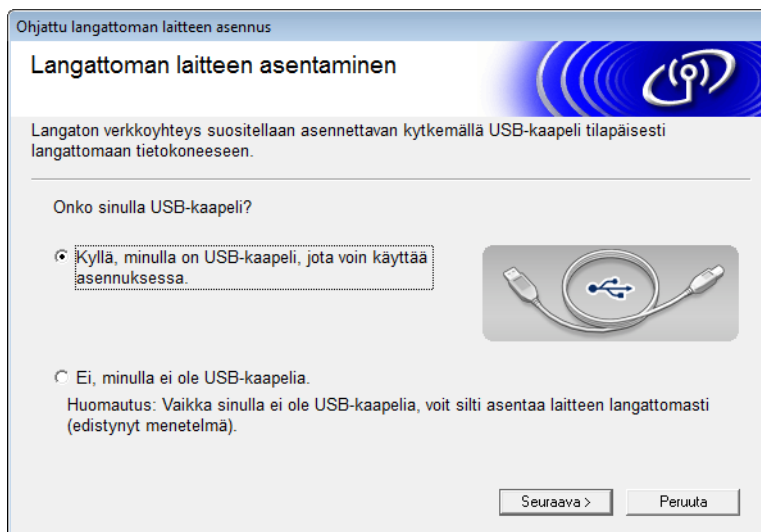 Ohjattu langattoman laitteen asennus
Langattoman laitteen asentaminen
Langaton verkkoyhteys suositellaan asennettavan kytkemällä USB-kaapeli tilapäisesti
langattomaan tietokoneeseen.
Onko sinulla USB-kaapeli?
Kyllä, minulla on USB-kaapeli, jota voin käyttää
asennuksessa.
Ei, minulla ei ole USB-kaapelia.
Huomautus: Vaikka sinulla ei ole USB-kaapelia, voit silti asentaa laitteen langattomasti
(edistynyt menetelmä).
Seuraava >
Peruuta